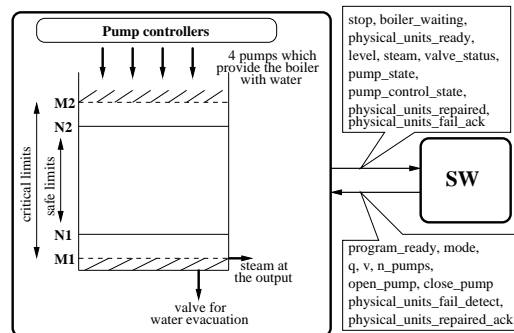 Pump controllers
4 pumps which
provide the boiler
with water
M2
N2
critical limits
safe limits
N1
M1
steam at
the output
valve for
water evacuation
stop, boiler_waiting,
physical_units_ready,
level, steam, valve_status,
pump_state,
pump_control_state,
physical_units_repaired,
physical_units_fail_ack
SW
program_ready, mode,
q, v, n_pumps,
open_pump, close_pump
physical_units_fail_detect,
physical_units_repaired_ack